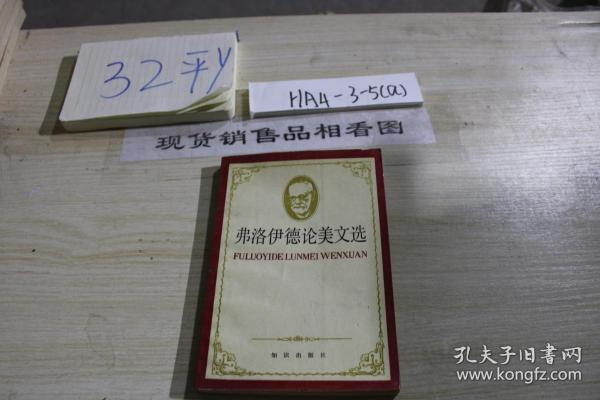 32平y
HA4-3-5(a)
现货销售品相看图
弗洛伊德论美文选
FULUOYIDE LUNMEI WENXUAN
知识出版社
孔夫子旧书网
www.kongfz.com